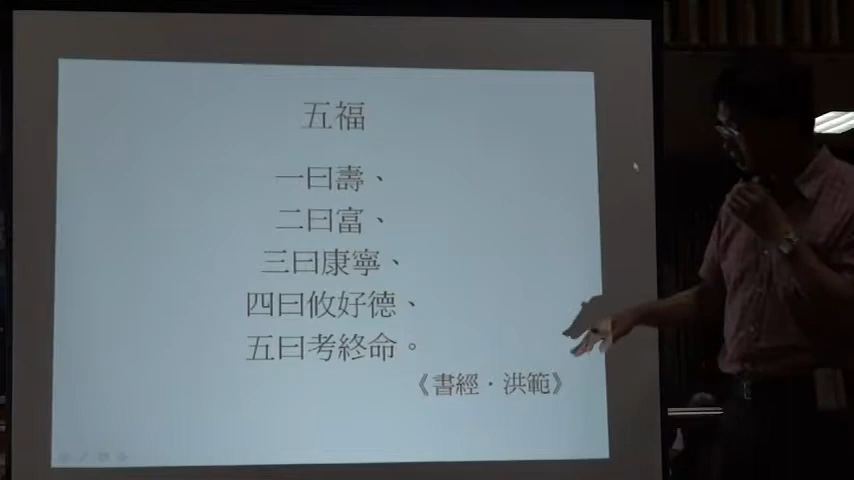 五福
一曰壽、
二曰富、
三曰康寧、
四曰攸好德、
五曰考終命。
《書經．洪範》